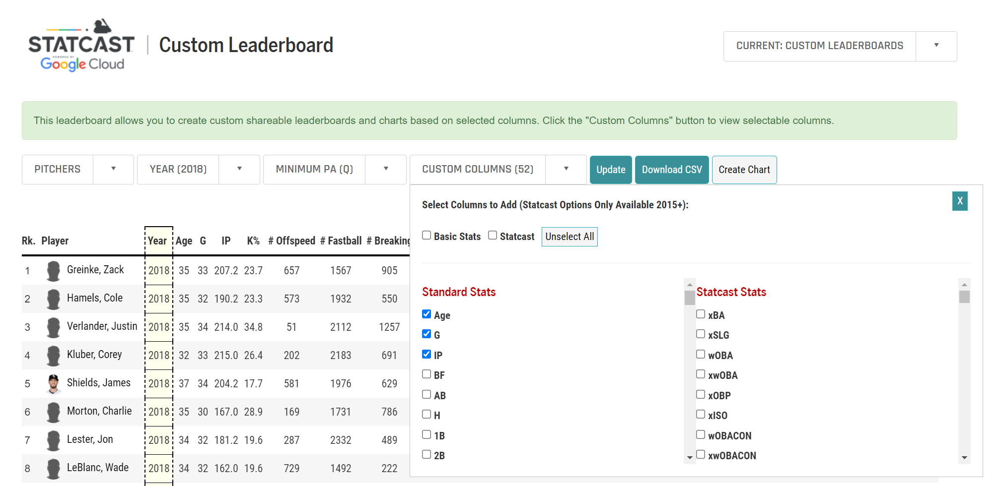 STATCAST
POWERED BY
Google Cloud
Custom Leaderboard
CURRENT: CUSTOM LEADERBOARDS
This leaderboard allows you to create custom shareable leaderboards and charts based on selected columns. Click the "Custom Columns" button to view selectable columns.
PITCHERS YEAR (2018) MINIMUM PA (Q) CUSTOM COLUMNS (52) Update Download CSV Create Chart
Select Columns to Add (Statcast Options Only Available 2015+): X
Basic Stats Statcast Unselect All
Rk. Player Year Age G IP K% # Offspeed # Fastball # Breaking
1 Greinke, Zack 2018 35 33 207.2 23.7 657 1567 905
2 Hamels, Cole 2018 35 32 190.2 23.3 573 1932 550
3 Verlander, Justin 2018 35 34 214.0 34.8 51 2112 1257
4 Kluber, Corey 2018 32 33 215.0 26.4 202 2183 691
5 Shields, James 2018 37 34 204.2 17.7 581 1976 629
6 Morton, Charlie 2018 35 30 167.0 28.9 169 1731 786
7 Lester, Jon 2018 34 32 181.2 19.6 287 2332 489
8 LeBlanc, Wade 2018 34 32 162.0 19.6 729 1492 222
Standard Stats
Age
G
IP
BF
AB
H
1B
2B
Statcast Stats
xBA
xSLG
wOBA
xwOBA
xOBP
xISO
wOBACON
xwOBACON